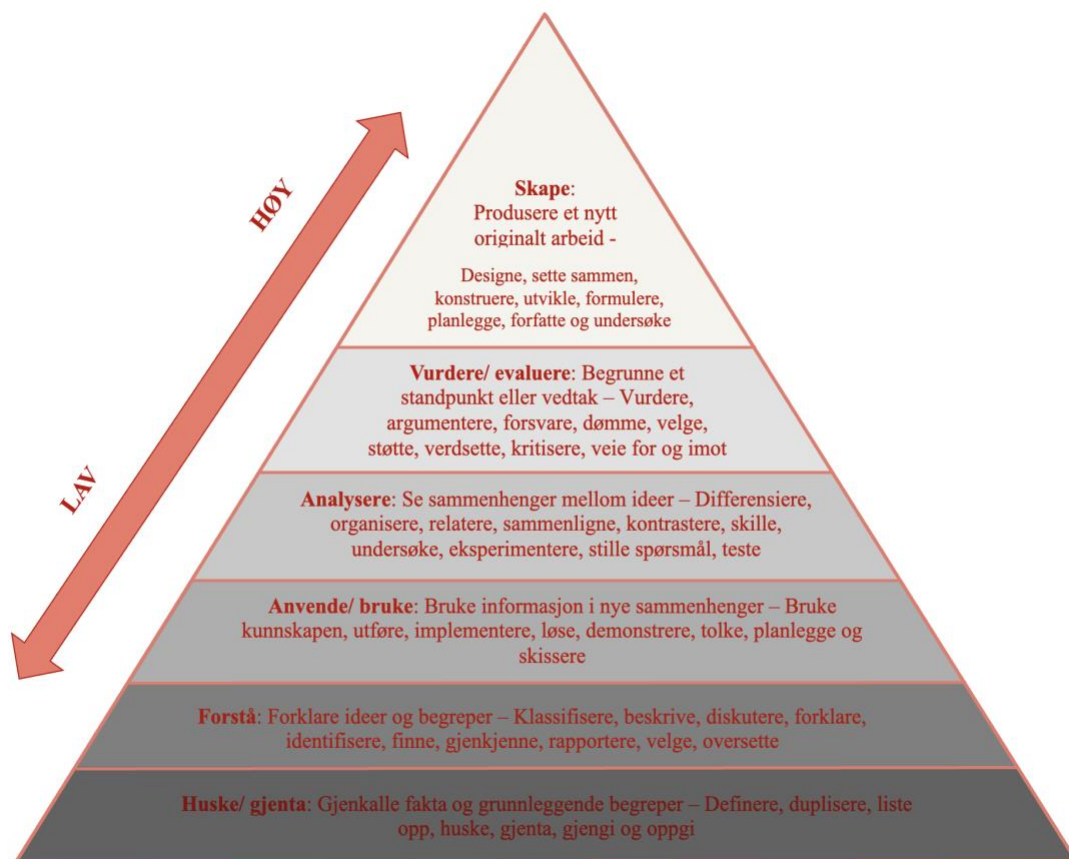 HØY
LAV
Skape:
Produsere et nytt
originalt arbeid -
Designe, sette sammen,
konstruere, utvikle, formulere,
planlegge, forfatte og undersøke
Vurdere/ evaluere: Begrunne et
standpunkt eller vedtak – Vurdere,
argumentere, forsvare, dømme, velge,
støtte, verdsette, kritisere, veie for og imot
Analysere: Se sammenhenger mellom ideer – Differensiere,
organisere, relatere, sammenligne, kontrastere, skille,
undersøke, eksperimentere, stille spørsmål, teste
Anvende/ bruke: Bruke informasjon i nye sammenhenger – Bruke
kunnskapen, utføre, implementere, løse, demonstrere, tolke, planlegge og
skissere
Forstå: Forklare ideer og begreper – Klassifisere, beskrive, diskutere, forklare,
identifisere, finne, gjenkjenne, rapportere, velge, oversette
Huske/ gjenta: Gjenkalle fakta og grunnleggende begreper – Definere, duplisere, liste
opp, huske, gjenta, gjengi og oppgi